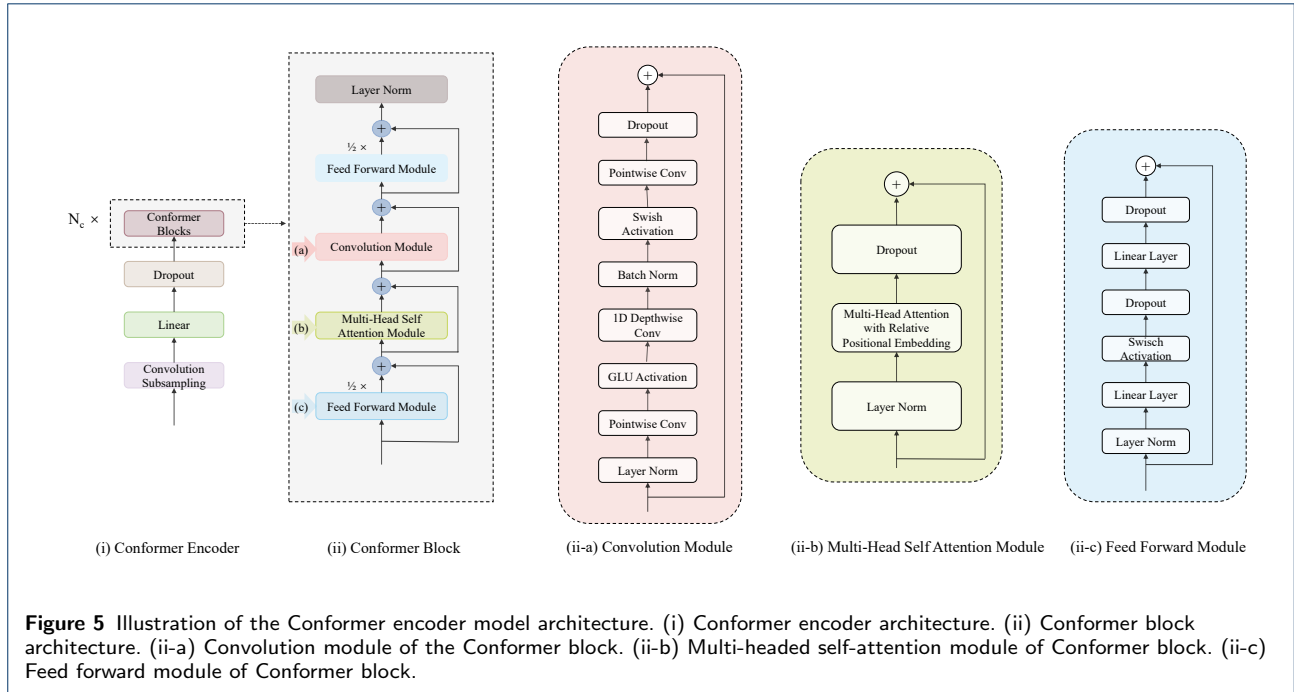 N_c ×
Conformer
Blocks
Dropout
Linear
Convolution
Subsampling
(i) Conformer Encoder
Layer Norm
+
½ ×
Feed Forward Module
+
(a)
Convolution Module
+
(b)
Multi-Head Self
Attention Module
+
½ ×
(c)
Feed Forward Module
(ii) Conformer Block
+
Dropout
Pointwise Conv
Swish
Activation
Batch Norm
1D Depthwise
Conv
GLU Activation
Pointwise Conv
Layer Norm
(ii-a) Convolution Module
+
Dropout
Multi-Head Attention
with Relative
Positional Embedding
Layer Norm
(ii-b) Multi-Head Self Attention Module
+
Dropout
Linear Layer
Dropout
Swisch
Activation
Linear Layer
Layer Norm
(ii-c) Feed Forward Module
Figure 5 Illustration of the Conformer encoder model architecture. (i) Conformer encoder architecture. (ii) Conformer block
architecture. (ii-a) Convolution module of the Conformer block. (ii-b) Multi-headed self-attention module of Conformer block. (ii-c)
Feed forward module of Conformer block.